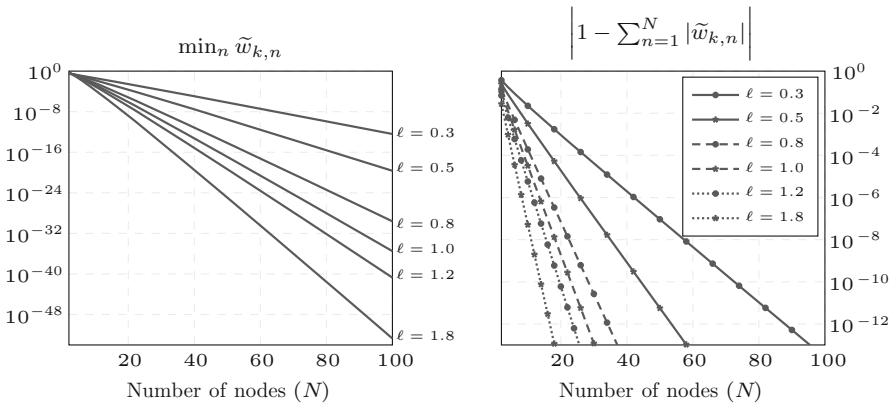 min_n w̃_{k,n}
10^0
10^{-8}
10^{-16}
10^{-24}
10^{-32}
10^{-40}
10^{-48}
ℓ = 0.3
ℓ = 0.5
ℓ = 0.8
ℓ = 1.0
ℓ = 1.2
ℓ = 1.8
20 40 60 80 100
Number of nodes (N)
|1 − ∑_{n=1}^{N} |w̃_{k,n}||
ℓ = 0.3
ℓ = 0.5
ℓ = 0.8
ℓ = 1.0
ℓ = 1.2
ℓ = 1.8
10^0
10^{-2}
10^{-4}
10^{-6}
10^{-8}
10^{-10}
10^{-12}
20 40 60 80 100
Number of nodes (N)